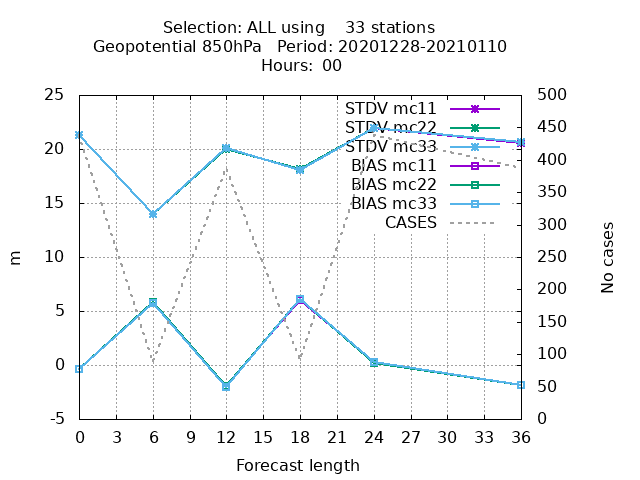 Selection: ALL using 33 stations
Geopotential 850hPa Period: 20201228-20210110
Hours: 00
25
20
15
10
5
0
-5
m
500
450
400
350
300
250
200
150
100
50
0
No cases
STDV mc11
STDV mc22
STDV mc33
BIAS mc11
BIAS mc22
BIAS mc33
CASES
0 3 6 9 12 15 18 21 24 27 30 33 36
Forecast length